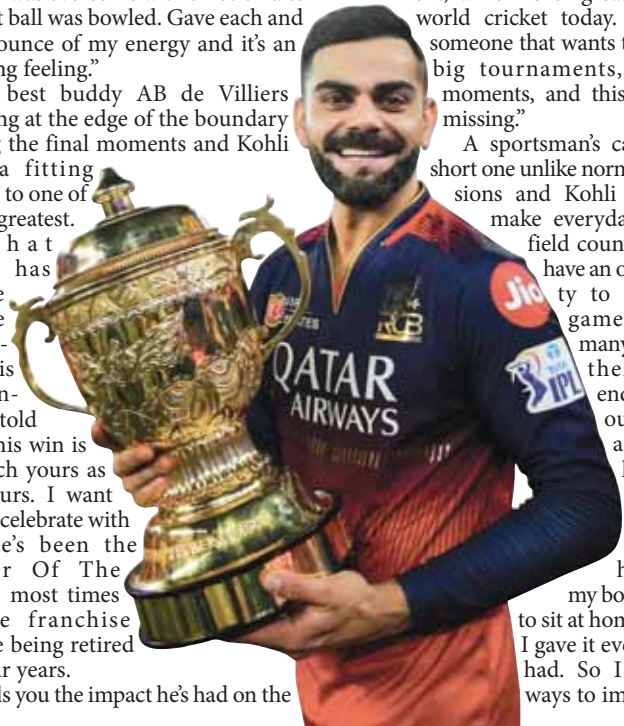 t ball was bowled. Gave each and
ounce of my energy and it's an
ng feeling.”
best buddy AB de Villiers
ng at the edge of the boundary
g the final moments and Kohli
a fitting
to one of
greatest.
hat
has
e
e
-
is
n-
told
his win is
ch yours as
urs. I want
celebrate with
e's been the
r Of The
most times
e franchise
e being retired
r years.
ls you the impact he's had on the
world cricket today.
someone that wants t
big tournaments,
moments, and this
missing.”
A sportsman's ca
short one unlike norm
sions and Kohli
make everyda
field coun
have an o
ty to
game
many
the
end
ou
a
h
my bo
to sit at hom
I gave it eve
had. So I
ways to im
Jio
RCB
QATAR
AIRWAYS
TATA
IPL